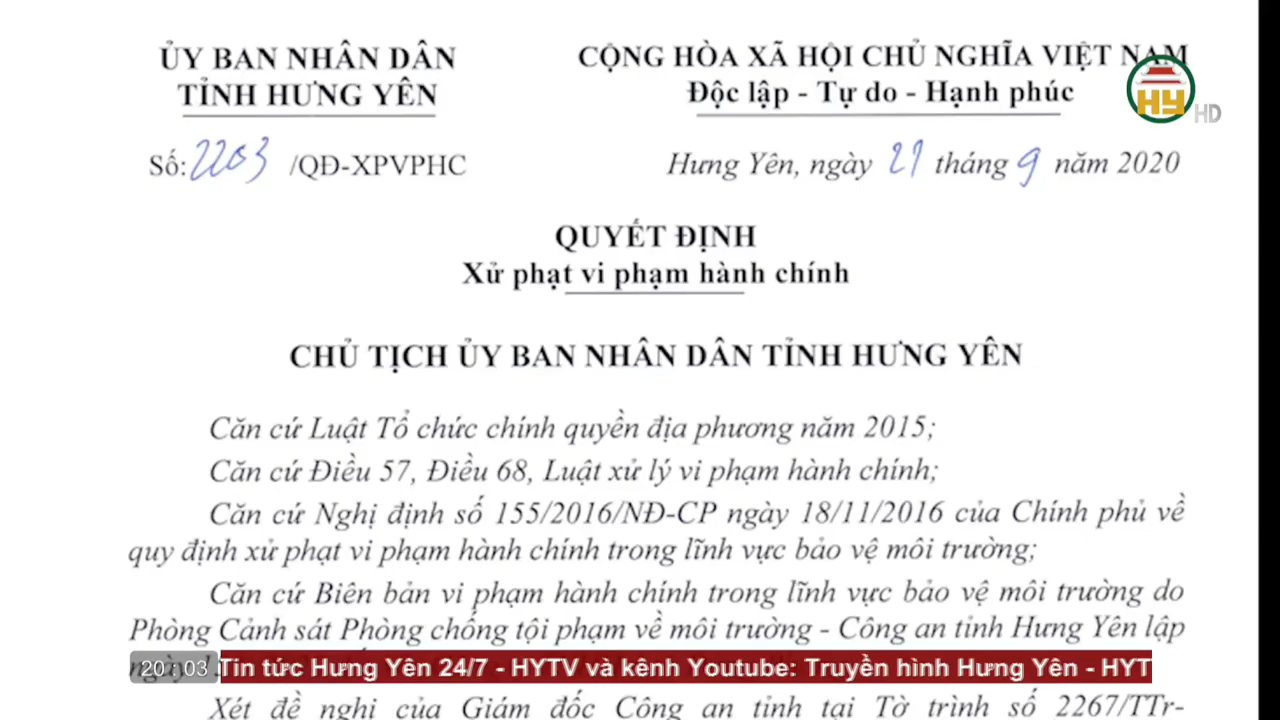 ỦY BAN NHÂN DÂN
TỈNH HƯNG YÊN
CỘNG HÒA XÃ HỘI CHỦ NGHĨA VIỆT NAM
Độc lập - Tự do - Hạnh phúc
HY HD
Số: 2203 /QĐ-XPVPHC
Hưng Yên, ngày 21 tháng 9 năm 2020
QUYẾT ĐỊNH
Xử phạt vi phạm hành chính
CHỦ TỊCH ỦY BAN NHÂN DÂN TỈNH HƯNG YÊN
Căn cứ Luật Tổ chức chính quyền địa phương năm 2015;
Căn cứ Điều 57, Điều 68, Luật xử lý vi phạm hành chính;
Căn cứ Nghị định số 155/2016/NĐ-CP ngày 18/11/2016 của Chính phủ về
quy định xử phạt vi phạm hành chính trong lĩnh vực bảo vệ môi trường;
Căn cứ Biên bản vi phạm hành chính trong lĩnh vực bảo vệ môi trường do
Phòng Cảnh sát Phòng chống tội phạm về môi trường - Công an tỉnh Hưng Yên lập
20:03 Tin tức Hưng Yên 24/7 - HYTV và kênh Youtube: Truyền hình Hưng Yên - HYT
Xét đề nghị của Giám đốc Công an tỉnh tại Tờ trình số 2267/TTr-